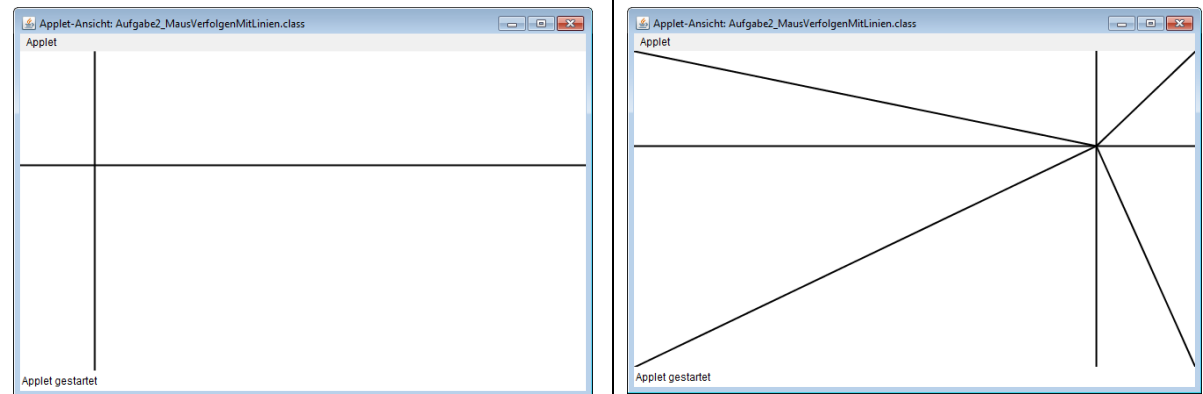 Applet-Ansicht: Aufgabe2_MausVerfolgenMitLinien.class
Applet
Applet gestartet
Applet-Ansicht: Aufgabe2_MausVerfolgenMitLinien.class
Applet
Applet gestartet